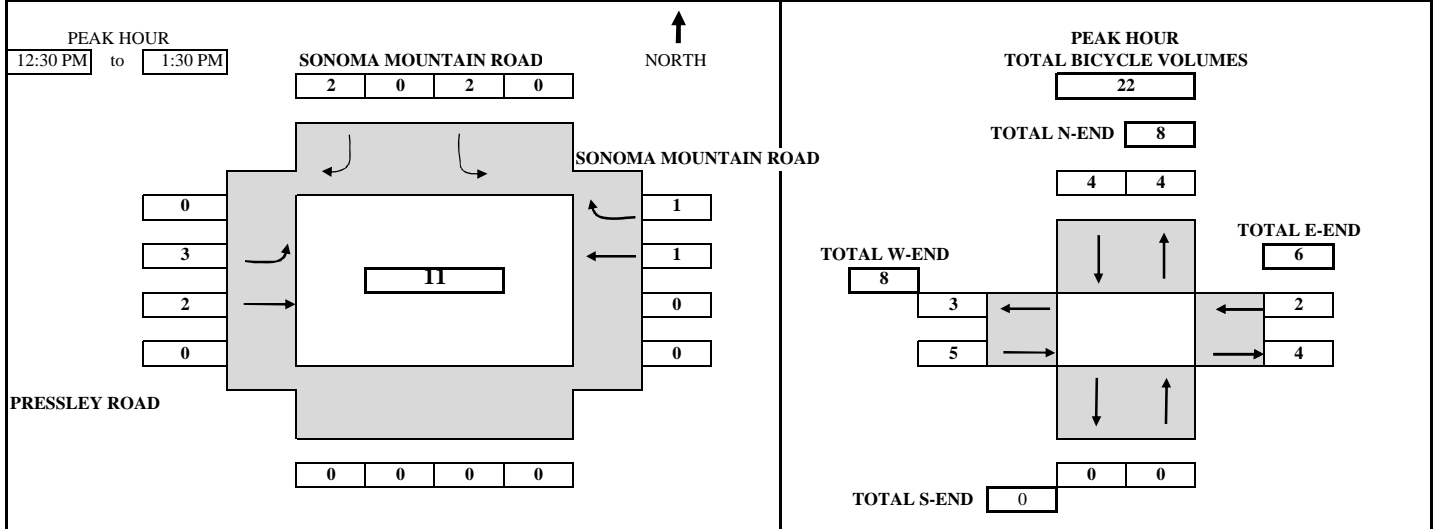 PEAK HOUR
12:30 PM to 1:30 PM
SONOMA MOUNTAIN ROAD
2 0 2 0
NORTH
SONOMA MOUNTAIN ROAD
0 1
3 1
11
2 0
0 0
PRESSLEY ROAD
0 0 0 0
PEAK HOUR
TOTAL BICYCLE VOLUMES
22
TOTAL N-END 8
4 4
TOTAL E-END
6
TOTAL W-END
8
3 2
5 4
0 0
TOTAL S-END 0